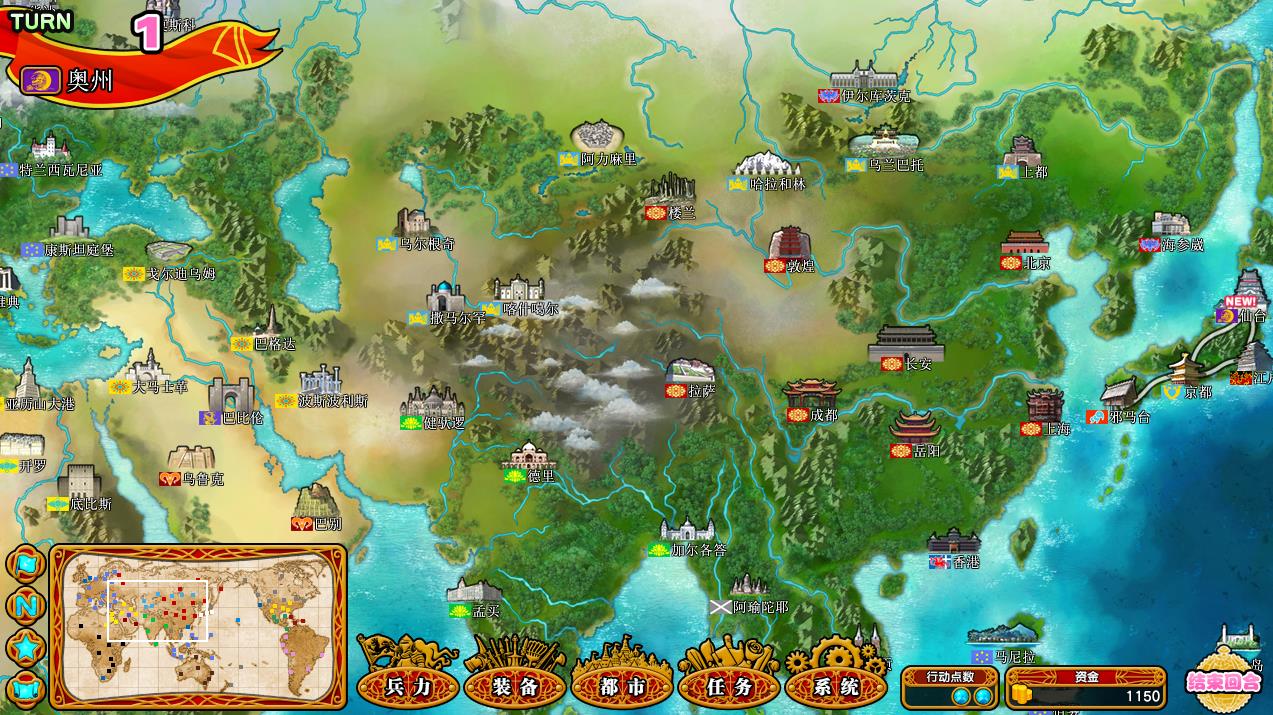 TURN 1
莫斯科
奥州
伊尔库茨克
阿力麻里
乌兰巴托
特兰西瓦尼亚
哈拉和林
上都
楼兰
康斯坦庭堡
乌尔根奇
海参崴
戈尔迪乌姆
敦煌
北京
雅典
撒马尔罕
喀什噶尔
NEW!
仙台
巴格达
长安
大马士革
波斯波利斯
拉萨
京都
江户
亚历山大港
巴比伦
健驮逻
成都
邪马台
上海
开罗
乌鲁克
德里
岳阳
底比斯
巴别
加尔各答
香港
孟买
阿瑜陀耶
马尼拉
岛
N
兵力
装备
都市
任务
系统
行动点数
资金
1150
结束回合